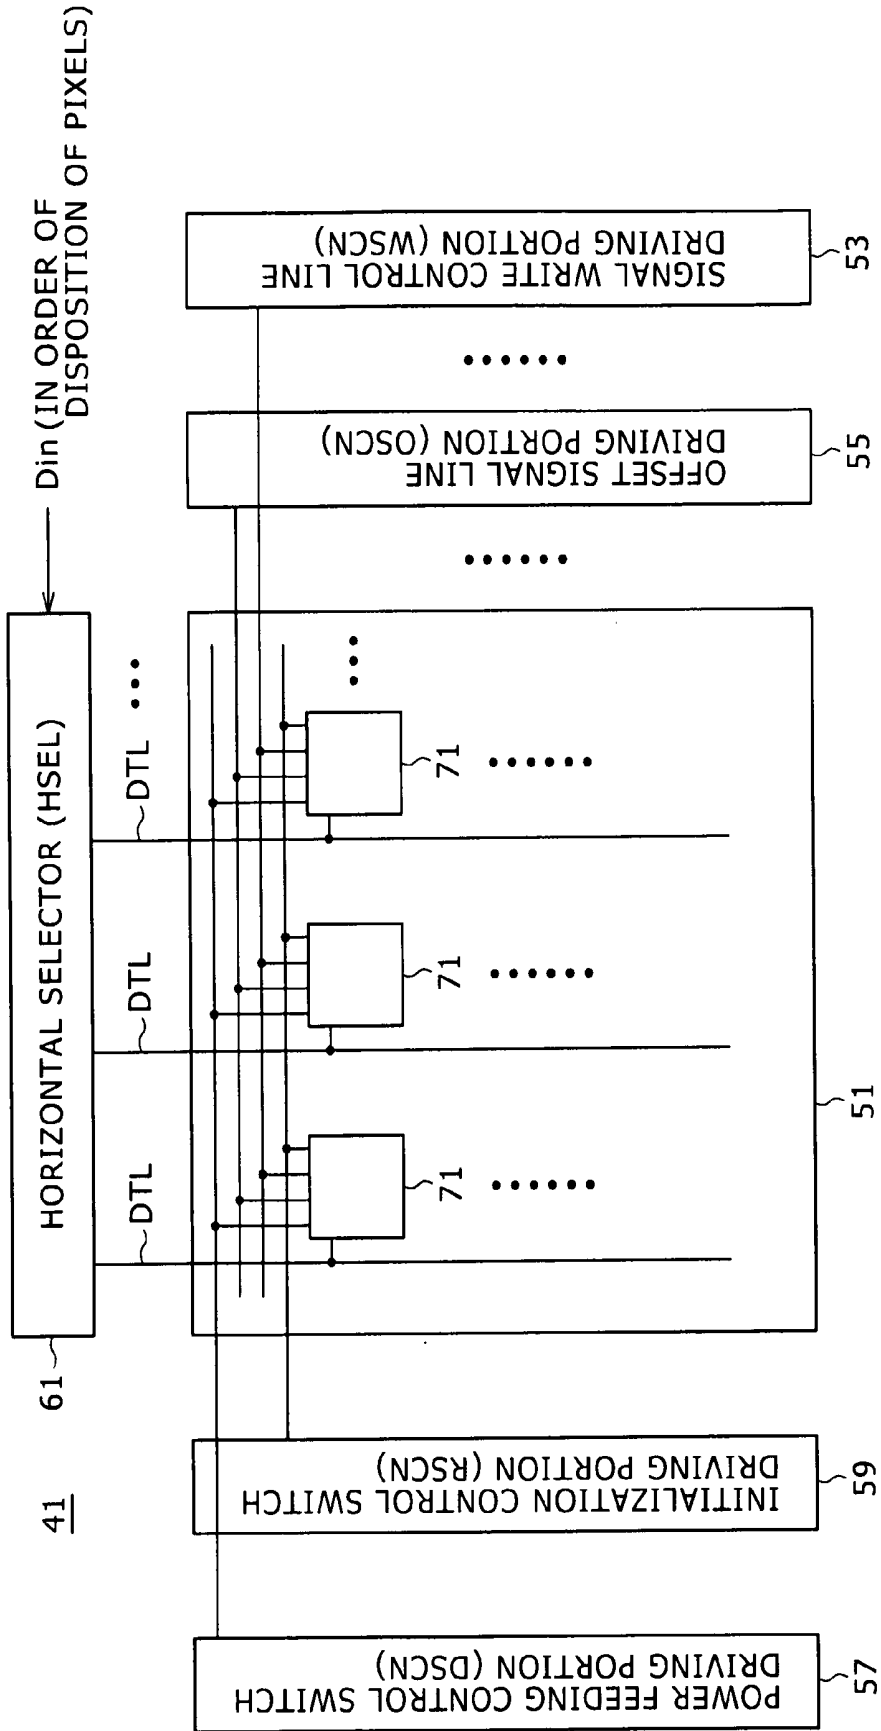 41
61
HORIZONTAL SELECTOR (HSEL)
Din (IN ORDER OF
DISPOSITION OF PIXELS)
DTL
DTL
DTL
POWER FEEDING CONTROL SWITCH
DRIVING PORTION (DSCN)
57
INITIALIZATION CONTROL SWITCH
DRIVING PORTION (RSCN)
59
71
71
71
51
OFFSET SIGNAL LINE
DRIVING PORTION (OSCN)
55
SIGNAL WRITE CONTROL LINE
DRIVING PORTION (WSCN)
53